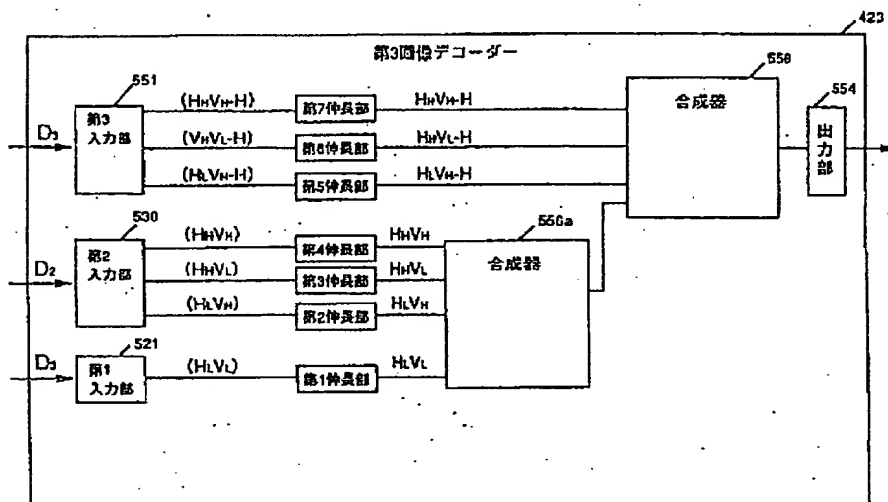 423
第3画像デコーダー
551
558
第3
入力部
D3
(HHVH-H)
第7伸長部
HHVH-H
合成器
554
出力部
(VHVL-H)
第6伸長部
HHVL-H
(HLVH-H)
第5伸長部
HLVH-H
530
556a
第2
入力部
D2
(HHVH)
第4伸長部
HHVH
合成器
(HHVL)
第3伸長部
HHVL
(HLVH)
第2伸長部
HLVH
521
D3
第1
入力部
(HLVL)
第1伸長部
HLVL